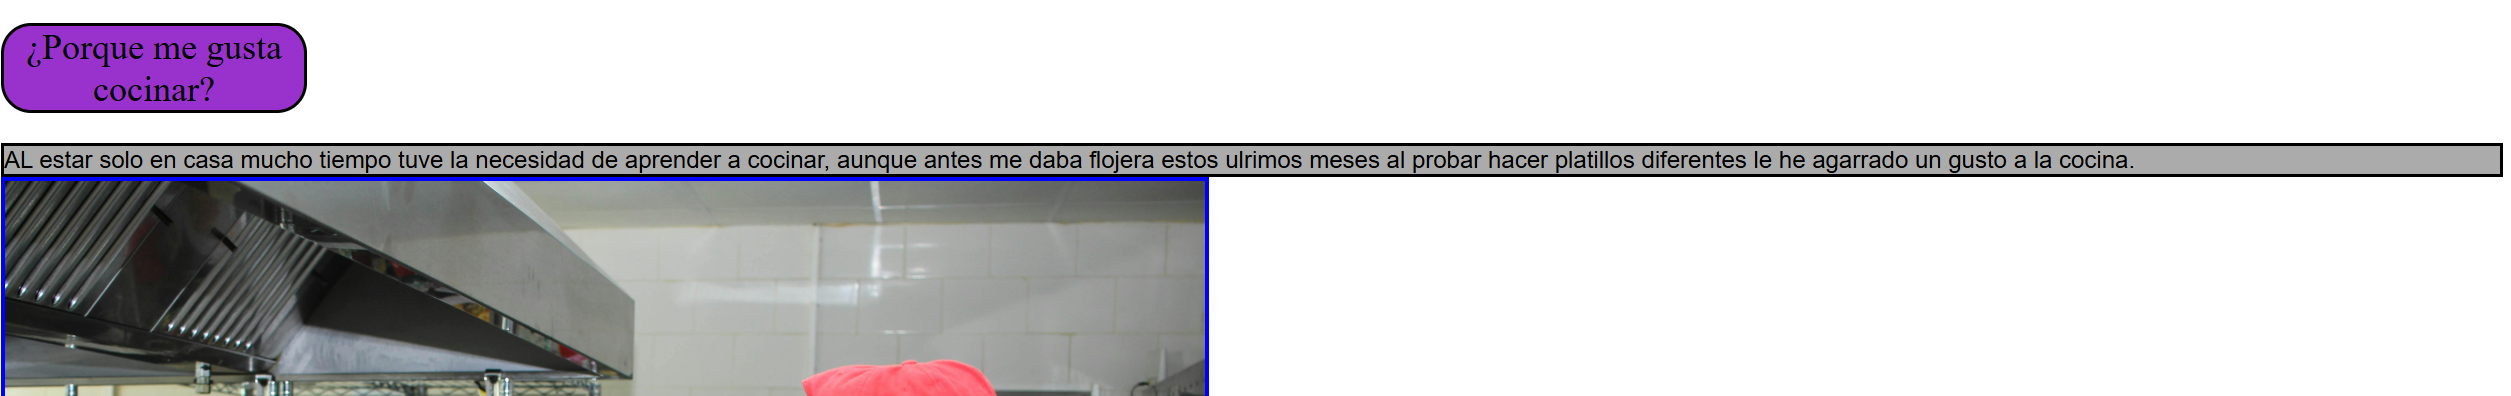 ¿Porque me gusta
cocinar?
AL estar solo en casa mucho tiempo tuve la necesidad de aprender a cocinar, aunque antes me daba flojera estos ulrimos meses al probar hacer platillos diferentes le he agarrado un gusto a la cocina.